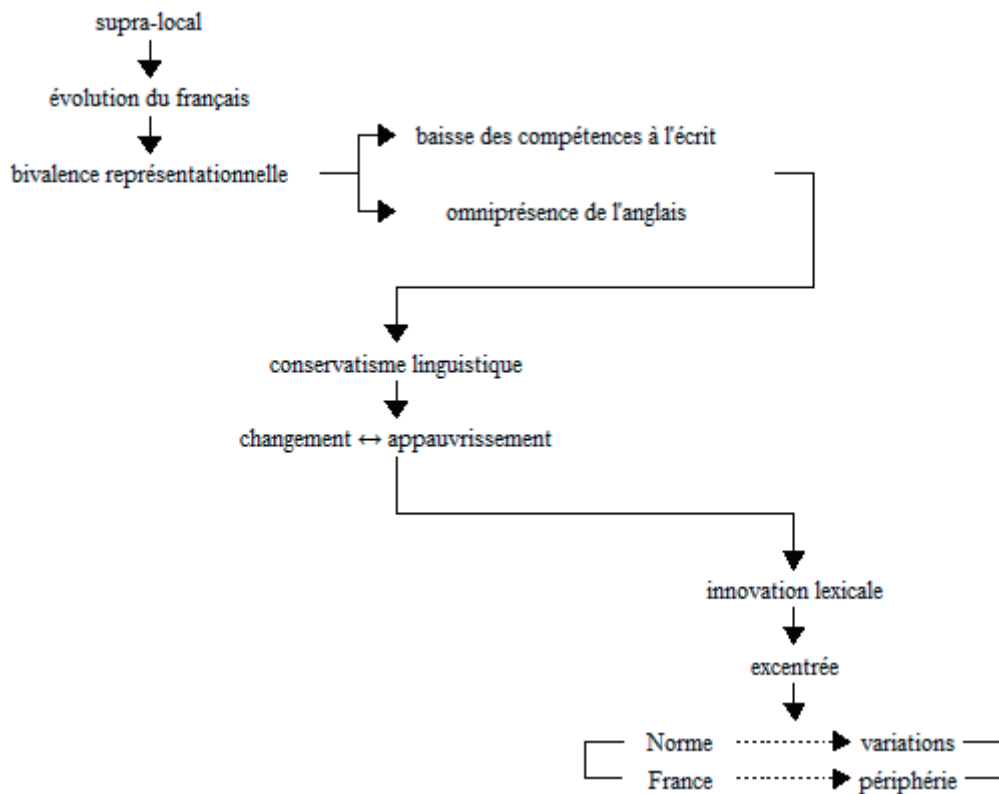 supra-local
évolution du français
bivalence représentationnelle
baisse des compétences à l'écrit
omniprésence de l'anglais
conservatisme linguistique
changement ↔ appauvrissement
innovation lexicale
excentrée
Norme variations
France périphérie